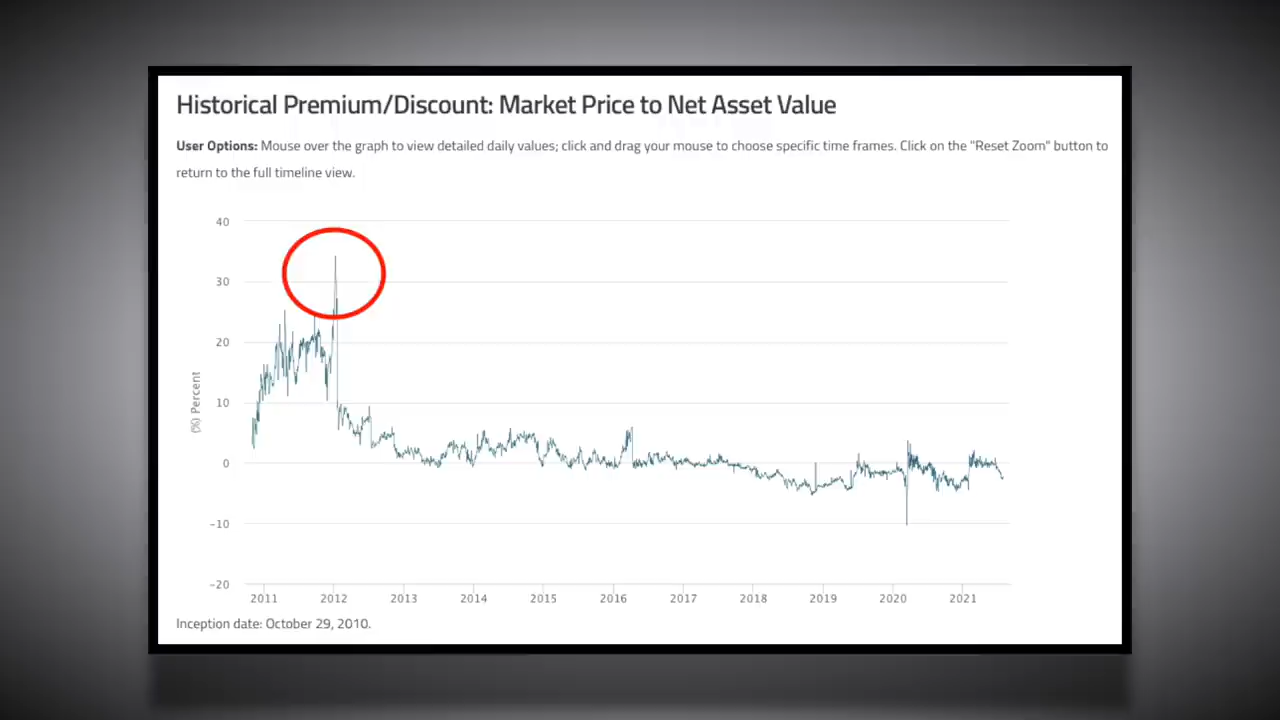 Historical Premium/Discount: Market Price to Net Asset Value
User Options: Mouse over the graph to view detailed daily values; click and drag your mouse to choose specific time frames. Click on the "Reset Zoom" button to
return to the full timeline view.
40
30
20
10
0
-10
-20
(%) Percent
2011 2012 2013 2014 2015 2016 2017 2018 2019 2020 2021
Inception date: October 29, 2010.